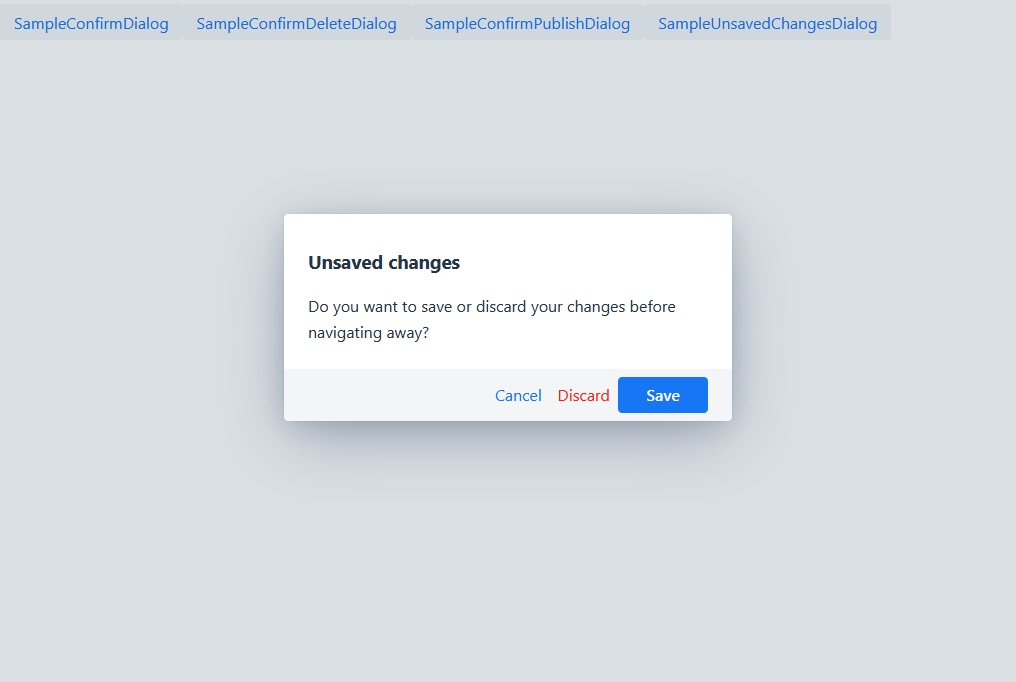 SampleConfirmDialog SampleConfirmDeleteDialog SampleConfirmPublishDialog SampleUnsavedChangesDialog
Unsaved changes
Do you want to save or discard your changes before
navigating away?
Cancel Discard Save